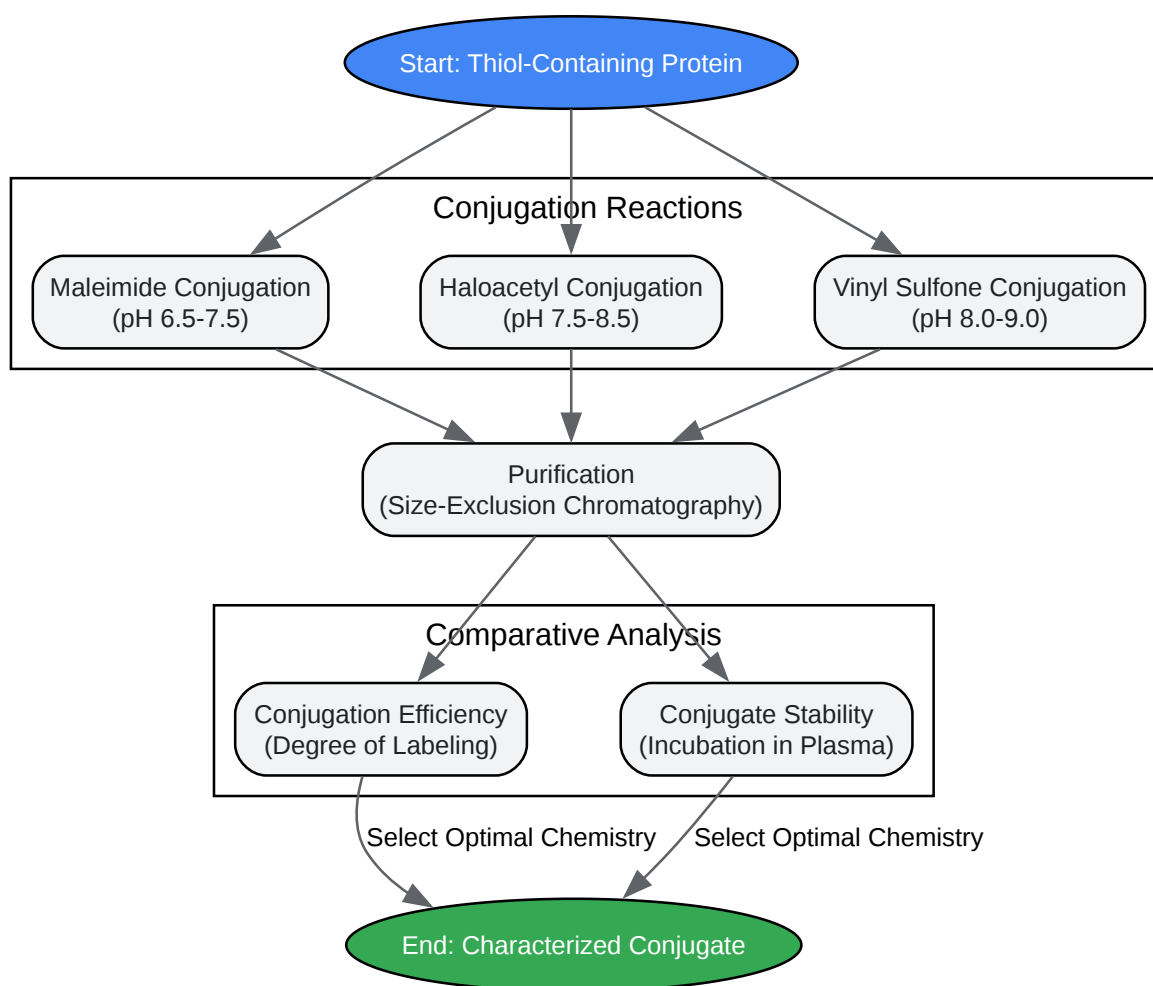 Start: Thiol-Containing Protein
Conjugation Reactions
Maleimide Conjugation
(pH 6.5-7.5)
Haloacetyl Conjugation
(pH 7.5-8.5)
Vinyl Sulfone Conjugation
(pH 8.0-9.0)
Purification
(Size-Exclusion Chromatography)
Comparative Analysis
Conjugation Efficiency
(Degree of Labeling)
Conjugate Stability
(Incubation in Plasma)
Select Optimal Chemistry
Select Optimal Chemistry
End: Characterized Conjugate